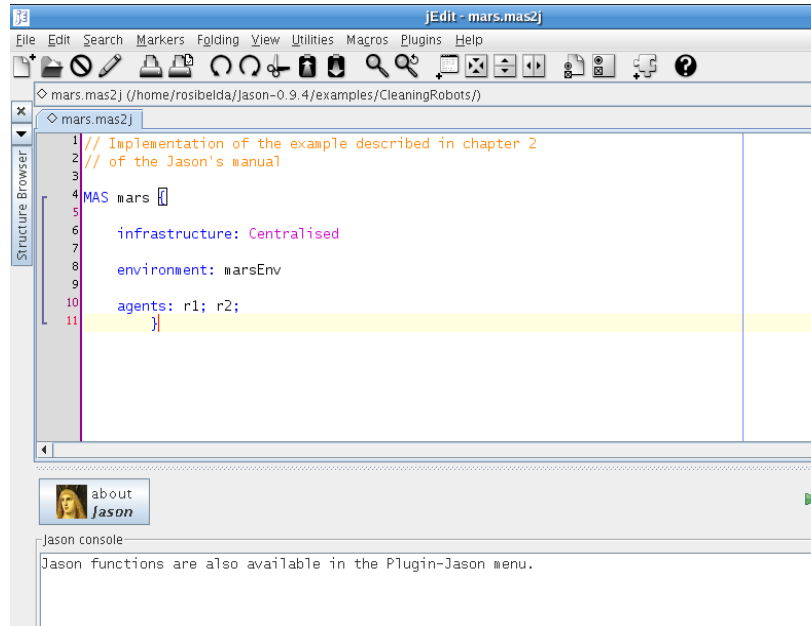 jEdit - mars.mas2j
File Edit Search Markers Folding View Utilities Macros Plugins Help
mars.mas2j (/home/rosibelda/Jason-0.9.4/examples/CleaningRobots/)
mars.mas2j
Structure Browser
1 // Implementation of the example described in chapter 2
2 // of the Jason's manual
3
4 MAS mars {
5
6 infrastructure: Centralised
7
8 environment: marsEnv
9
10 agents: r1; r2;
11 }
about
Jason
Jason console
Jason functions are also available in the Plugin-Jason menu.